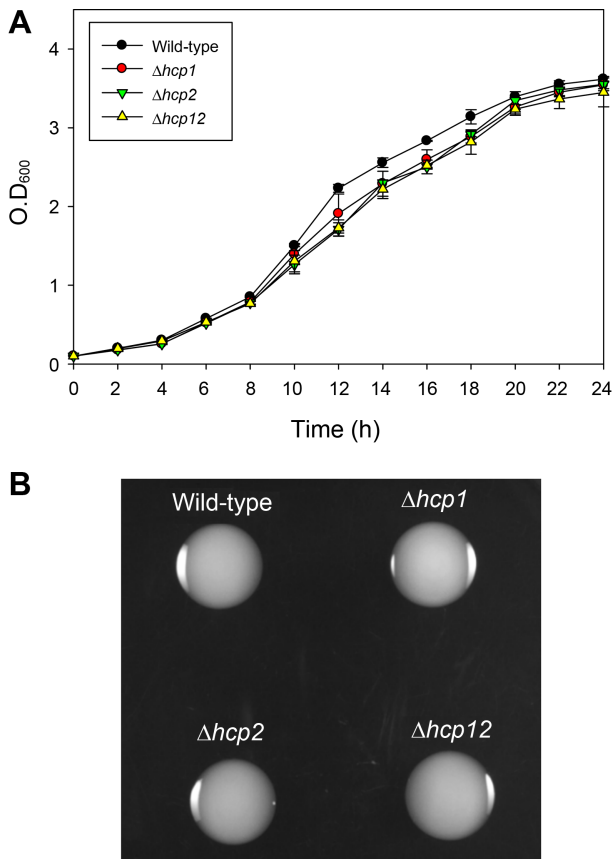 A
Wild-type
Δhcp1
Δhcp2
Δhcp12
4
3
2
1
0
O.D600
0 2 4 6 8 10 12 14 16 18 20 22 24
Time (h)
B
Wild-type Δhcp1
Δhcp2 Δhcp12